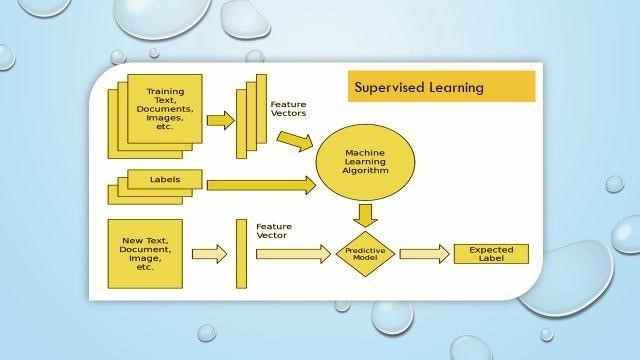 Supervised Learning
Training
Text,
Documents,
Images,
etc.
Feature
Vectors
Machine
Learning
Algorithm
Labels
New Text,
Document,
Image,
etc.
Feature
Vector
Predictive
Model
Expected
Label